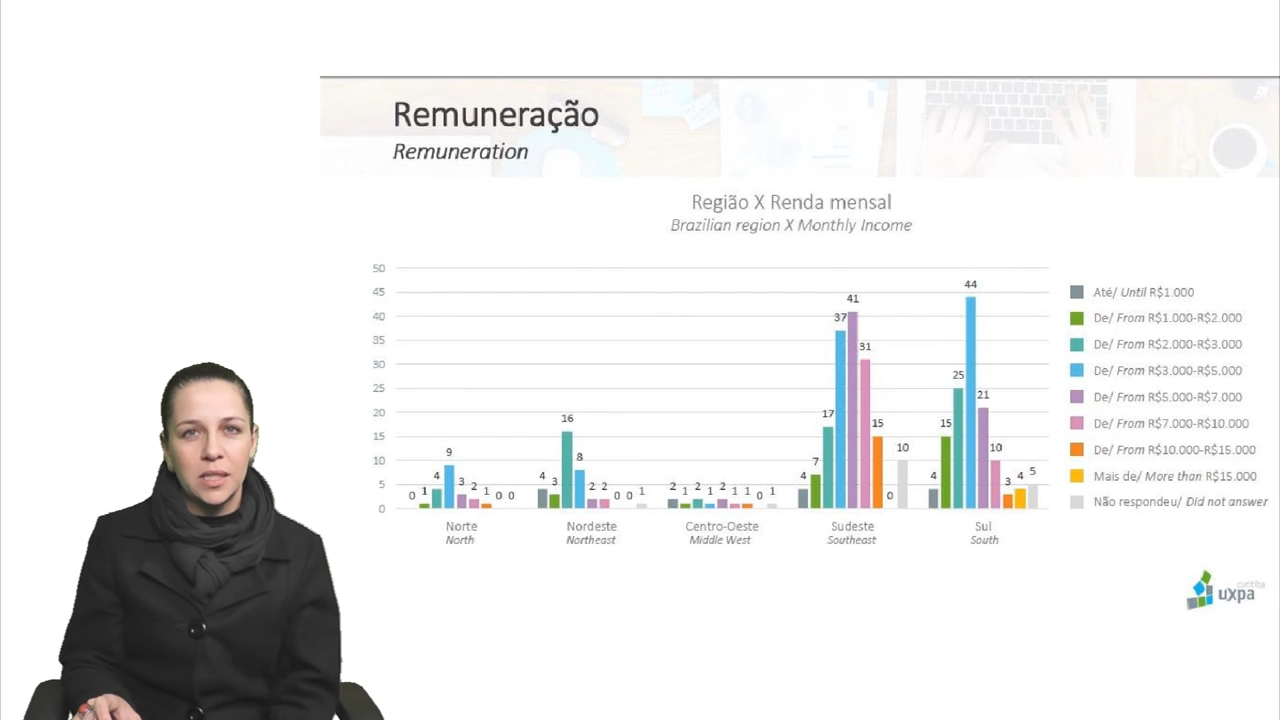 Remuneração
Remuneration
Região X Renda mensal
Brazilian region X Monthly Income
50
45
40
35
30
25
20
15
10
5
0
0 1 4 9 3 2 1 0 0
4 3 16 8 2 2 0 0 1
2 1 2 1 2 1 1 0 1
4 7 17 37 41 31 15 0 10
4 15 25 44 21 10 3 4 5
Norte
North
Nordeste
Northeast
Centro-Oeste
Middle West
Sudeste
Southeast
Sul
South
Até/ Until R$1.000
De/ From R$1.000-R$2.000
De/ From R$2.000-R$3.000
De/ From R$3.000-R$5.000
De/ From R$5.000-R$7.000
De/ From R$7.000-R$10.000
De/ From R$10.000-R$15.000
Mais de/ More than R$15.000
Não respondeu/ Did not answer
curitiba
uxpa